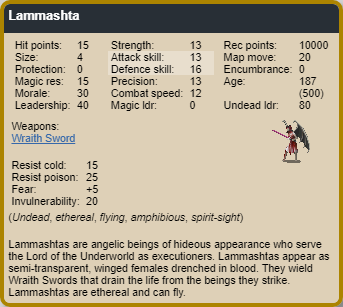 Lammashta
Hit points: 15 Strength: 13 Rec points: 10000
Size: 4 Attack skill: 13 Map move: 20
Protection: 0 Defence skill: 16 Encumbrance: 0
Magic res: 15 Precision: 13 Age: 187
Morale: 30 Combat speed: 12 (500)
Leadership: 40 Magic ldr: 0 Undead ldr: 80
Weapons:
Wraith Sword
Resist cold: 15
Resist poison: 25
Fear: +5
Invulnerability: 20
(Undead, ethereal, flying, amphibious, spirit-sight)
Lammashtas are angelic beings of hideous appearance who serve
the Lord of the Underworld as executioners. Lammashtas appear as
semi-transparent, winged females drenched in blood. They wield
Wraith Swords that drain the life from the beings they strike.
Lammashtas are ethereal and can fly.